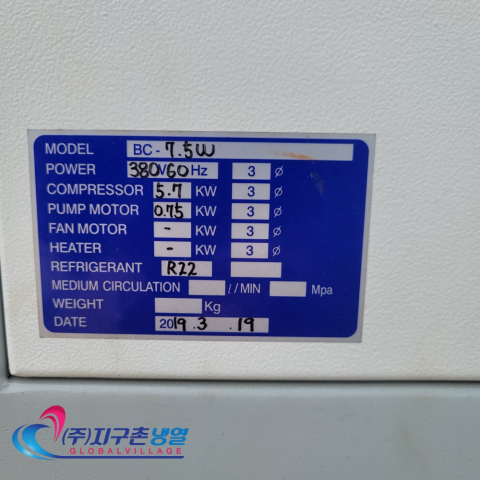 MODEL BC-7.5W
POWER 380V60Hz 3 Ø
COMPRESSOR 5.7 KW 3 Ø
PUMP MOTOR 0.75 KW 3 Ø
FAN MOTOR - KW 3 Ø
HEATER - KW 3 Ø
REFRIGERANT R22
MEDIUM CIRCULATION l/MIN Mpa
WEIGHT Kg
DATE 2019.3.19
(주)지구촌냉열
GLOBALVILLAGE